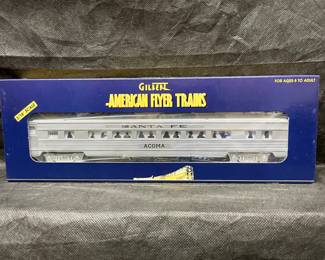 GILBERT
AMERICAN FLYER TRAINS
FOR AGES 8 TO ADULT
SANTA FE
ACOMA